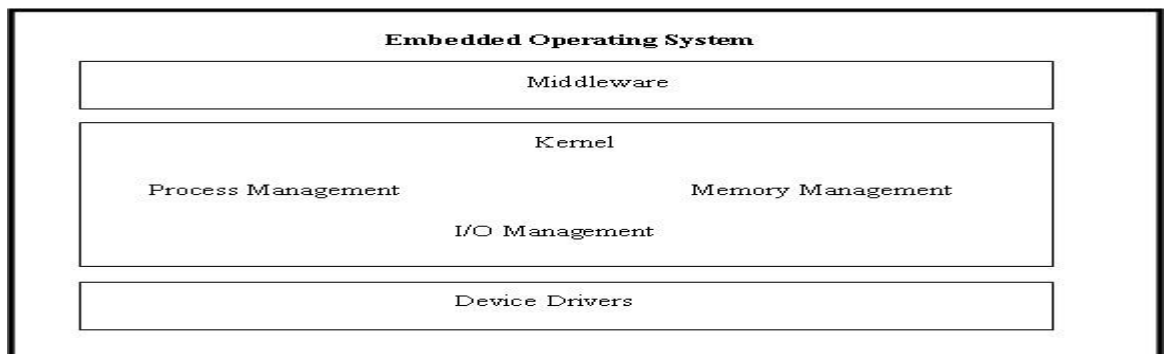 Embedded Operating System
Middleware
Kernel
Process Management Memory Management
I/O Management
Device Drivers